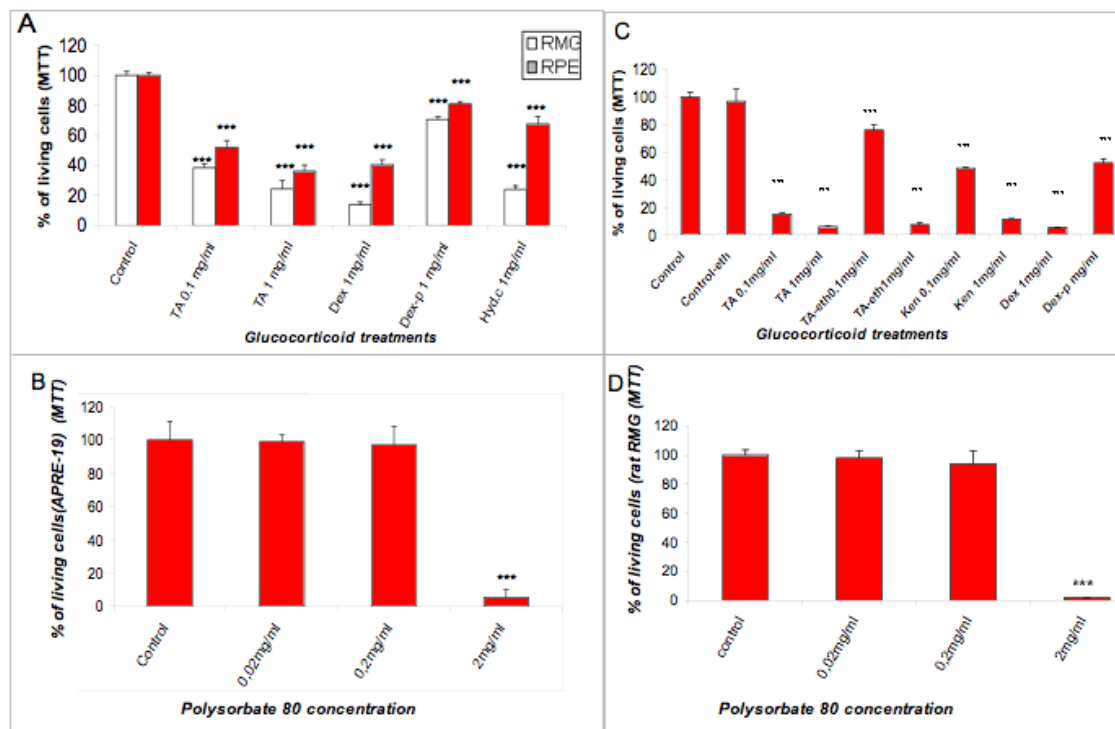 A
% of living cells (MTT)
120
100
80
60
40
20
0
RMG
RPE
***
***
***
***
***
***
***
***
***
***
Control
TA 0.1 mg/ml
TA 1 mg/ml
Dex 1mg/ml
Dex-p 1 mg/ml
Hyd.c 1mg/ml
Glucocorticoid treatments
C
% of living cells (MTT)
120
100
80
60
40
20
0
Control
Control-eth
TA 0,1mg/ml
TA 1mg/ml
TA-eth0.1mg/ml
TA-eth1mg/ml
Ken 0.1mg/ml
Ken 1mg/ml
Dex 1mg/ml
Dex-p mg/ml
Glucocorticoid treatments
B
% of living cells(APRE-19) (MTT)
120
100
80
60
40
20
0
***
Control
0,02mg/ml
0,2mg/ml
2mg/ml
Polysorbate 80 concentration
D
% of living cells (rat RMG (MTT)
120
100
80
60
40
20
0
***
control
0,02mg/ml
0,2mg/ml
2mg/ml
Polysorbate 80 concentration